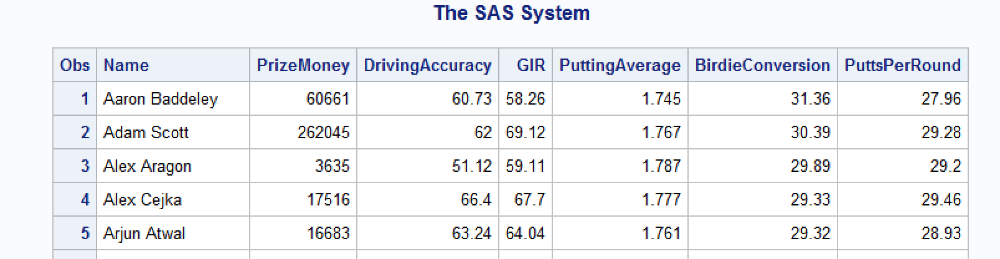 The SAS System
Obs Name PrizeMoney DrivingAccuracy GIR PuttingAverage BirdieConversion PuttsPerRound
1 Aaron Baddeley 60661 60.73 58.26 1.745 31.36 27.96
2 Adam Scott 262045 62 69.12 1.767 30.39 29.28
3 Alex Aragon 3635 51.12 59.11 1.787 29.89 29.2
4 Alex Cejka 17516 66.4 67.7 1.777 29.33 29.46
5 Arjun Atwal 16683 63.24 64.04 1.761 29.32 28.93